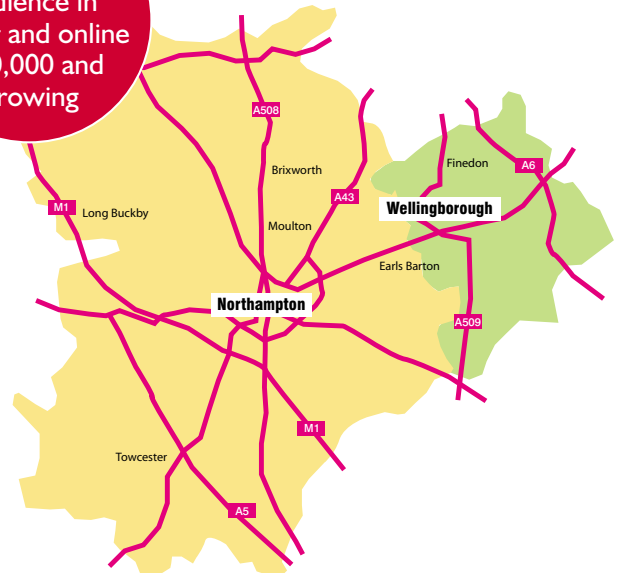 and online
and
A508
Brixworth
Finedon
A6
A43
M1
Long Buckby
Wellingborough
Moulton
Earls Barton
Northampton
A509
M1
Towcester
A5